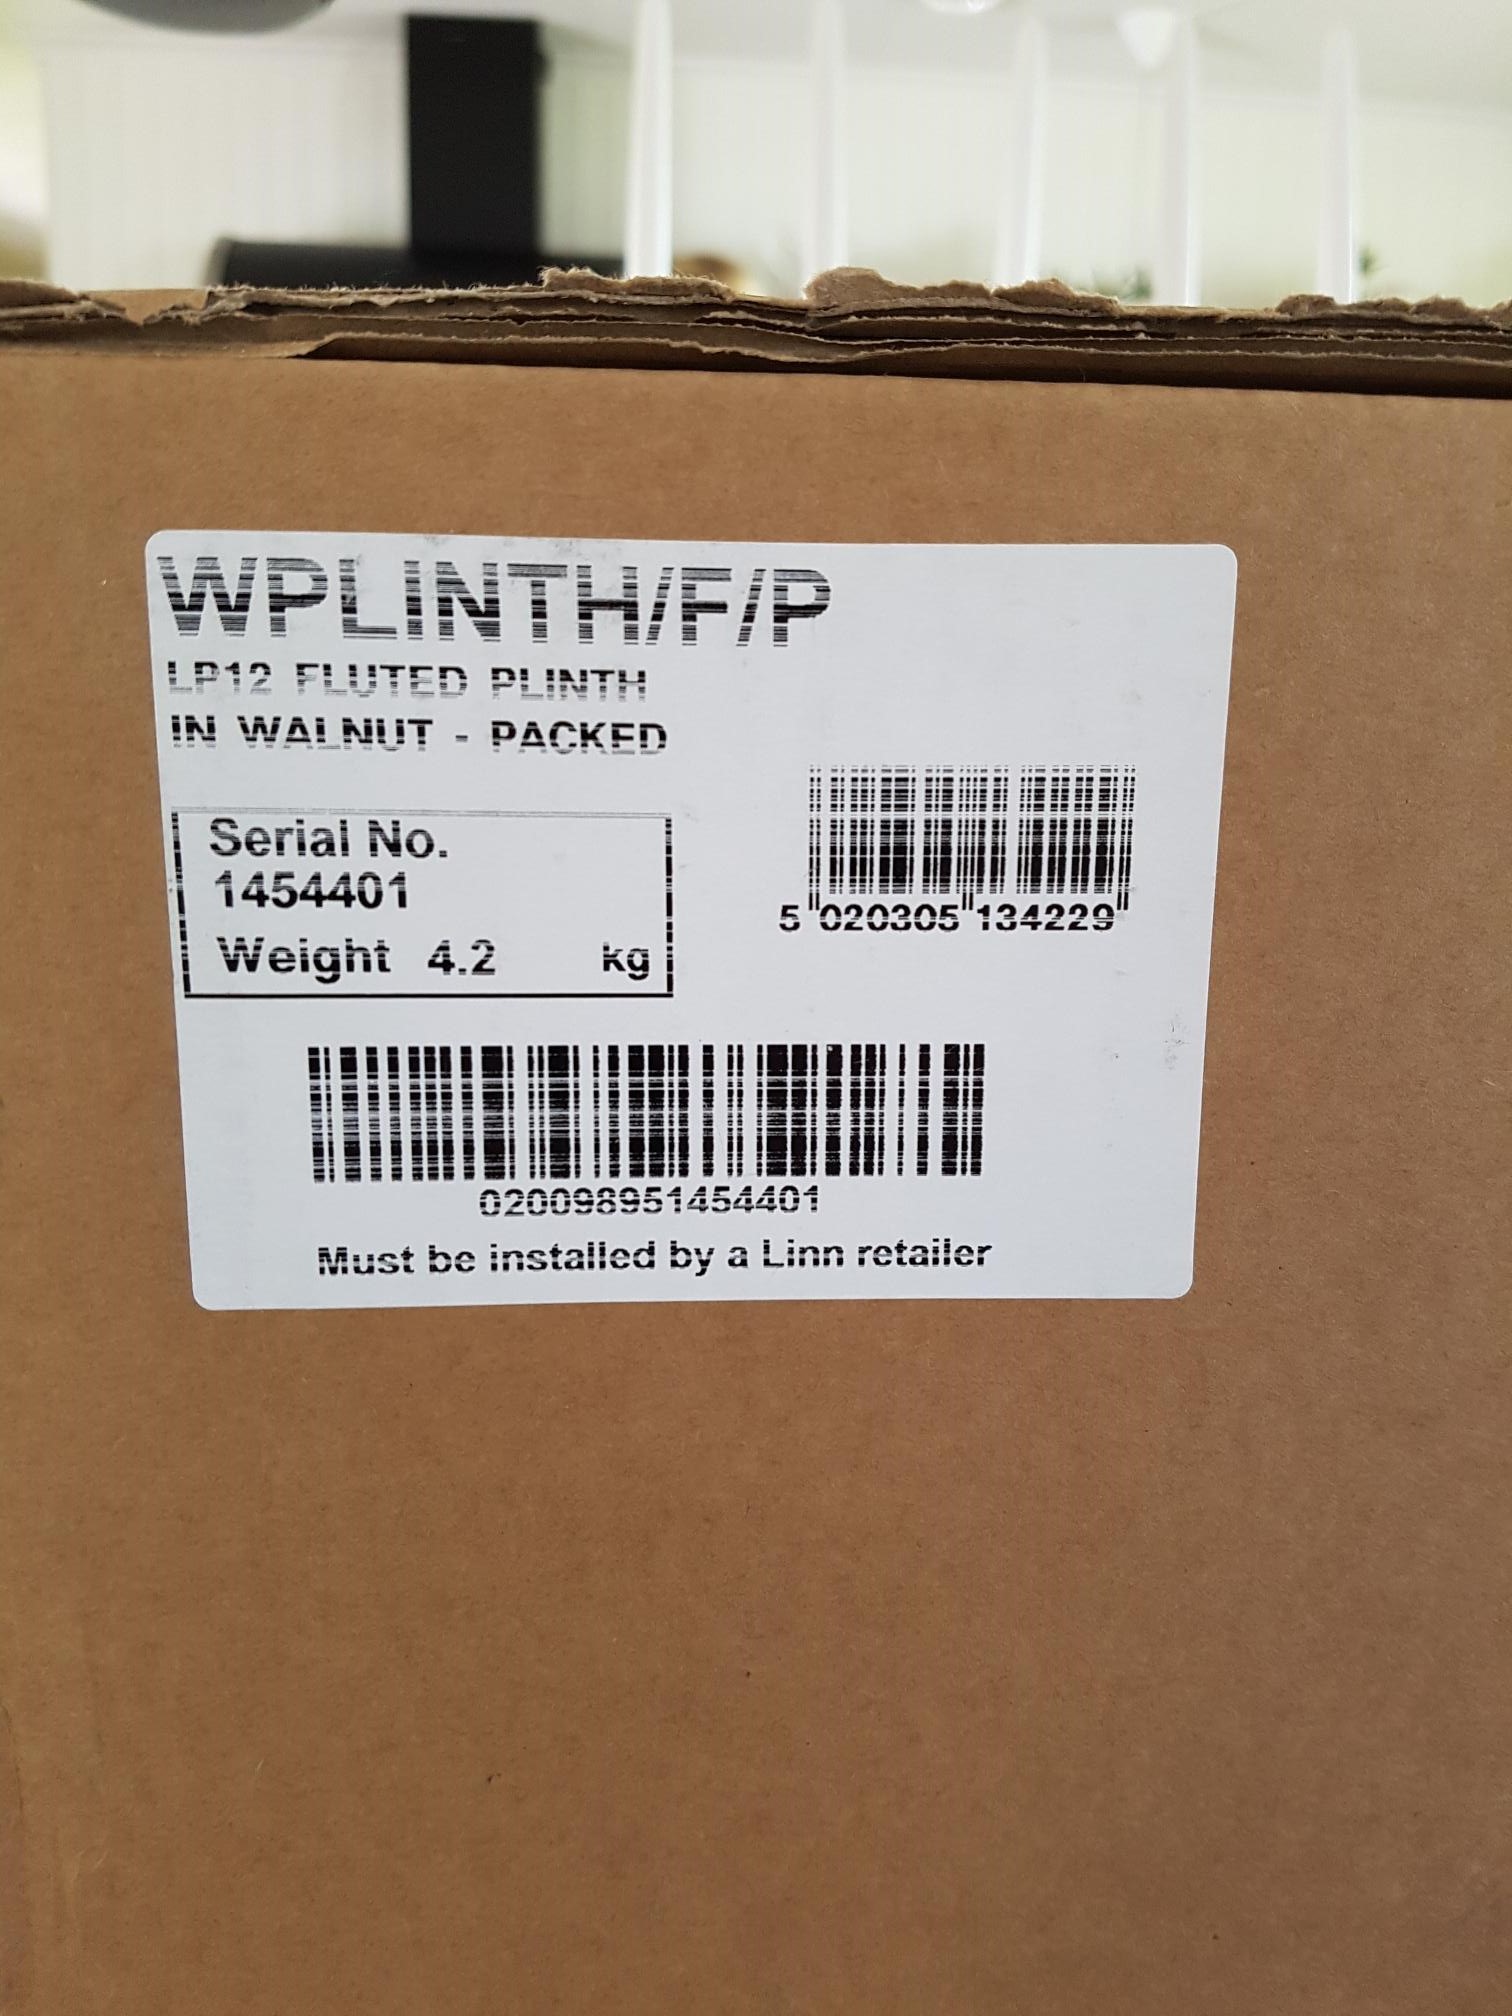 WPLINTH/F/P
LP12 FLUTED PLINTH
IN WALNUT - PACKED
Serial No.
1454401
Weight 4.2 kg
5 "020305"134229"
020098951454401
Must be installed by a Linn retailer